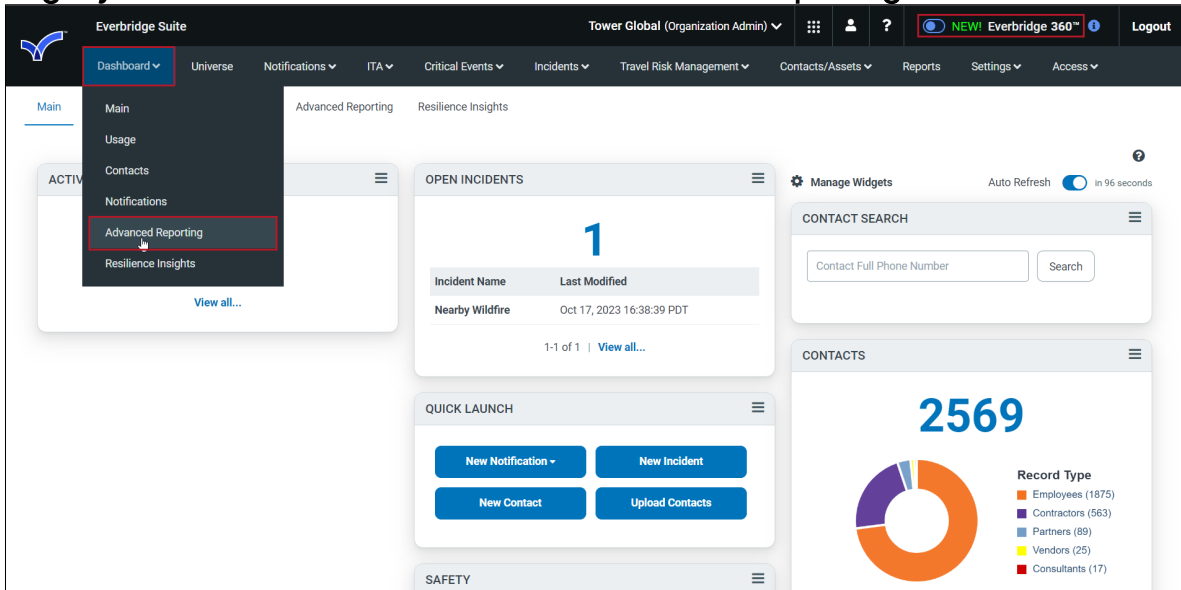 Everbridge Suite
Tower Global (Organization Admin)
?
NEW! Everbridge 360™
Logout
Dashboard
Universe
Notifications
ITA
Critical Events
Incidents
Travel Risk Management
Contacts/Assets
Reports
Settings
Access
Main
Main
Usage
Contacts
Notifications
Advanced Reporting
Resilience Insights
Advanced Reporting
Resilience Insights
Manage Widgets
Auto Refresh
in 96 seconds
ACTIV
View all...
OPEN INCIDENTS
1
Incident Name Last Modified
Nearby Wildfire Oct 17, 2023 16:38:39 PDT
1-1 of 1 | View all...
QUICK LAUNCH
New Notification
New Incident
New Contact
Upload Contacts
SAFETY
CONTACT SEARCH
Contact Full Phone Number
Search
CONTACTS
2569
Record Type
Employees (1875)
Contractors (563)
Partners (89)
Vendors (25)
Consultants (17)